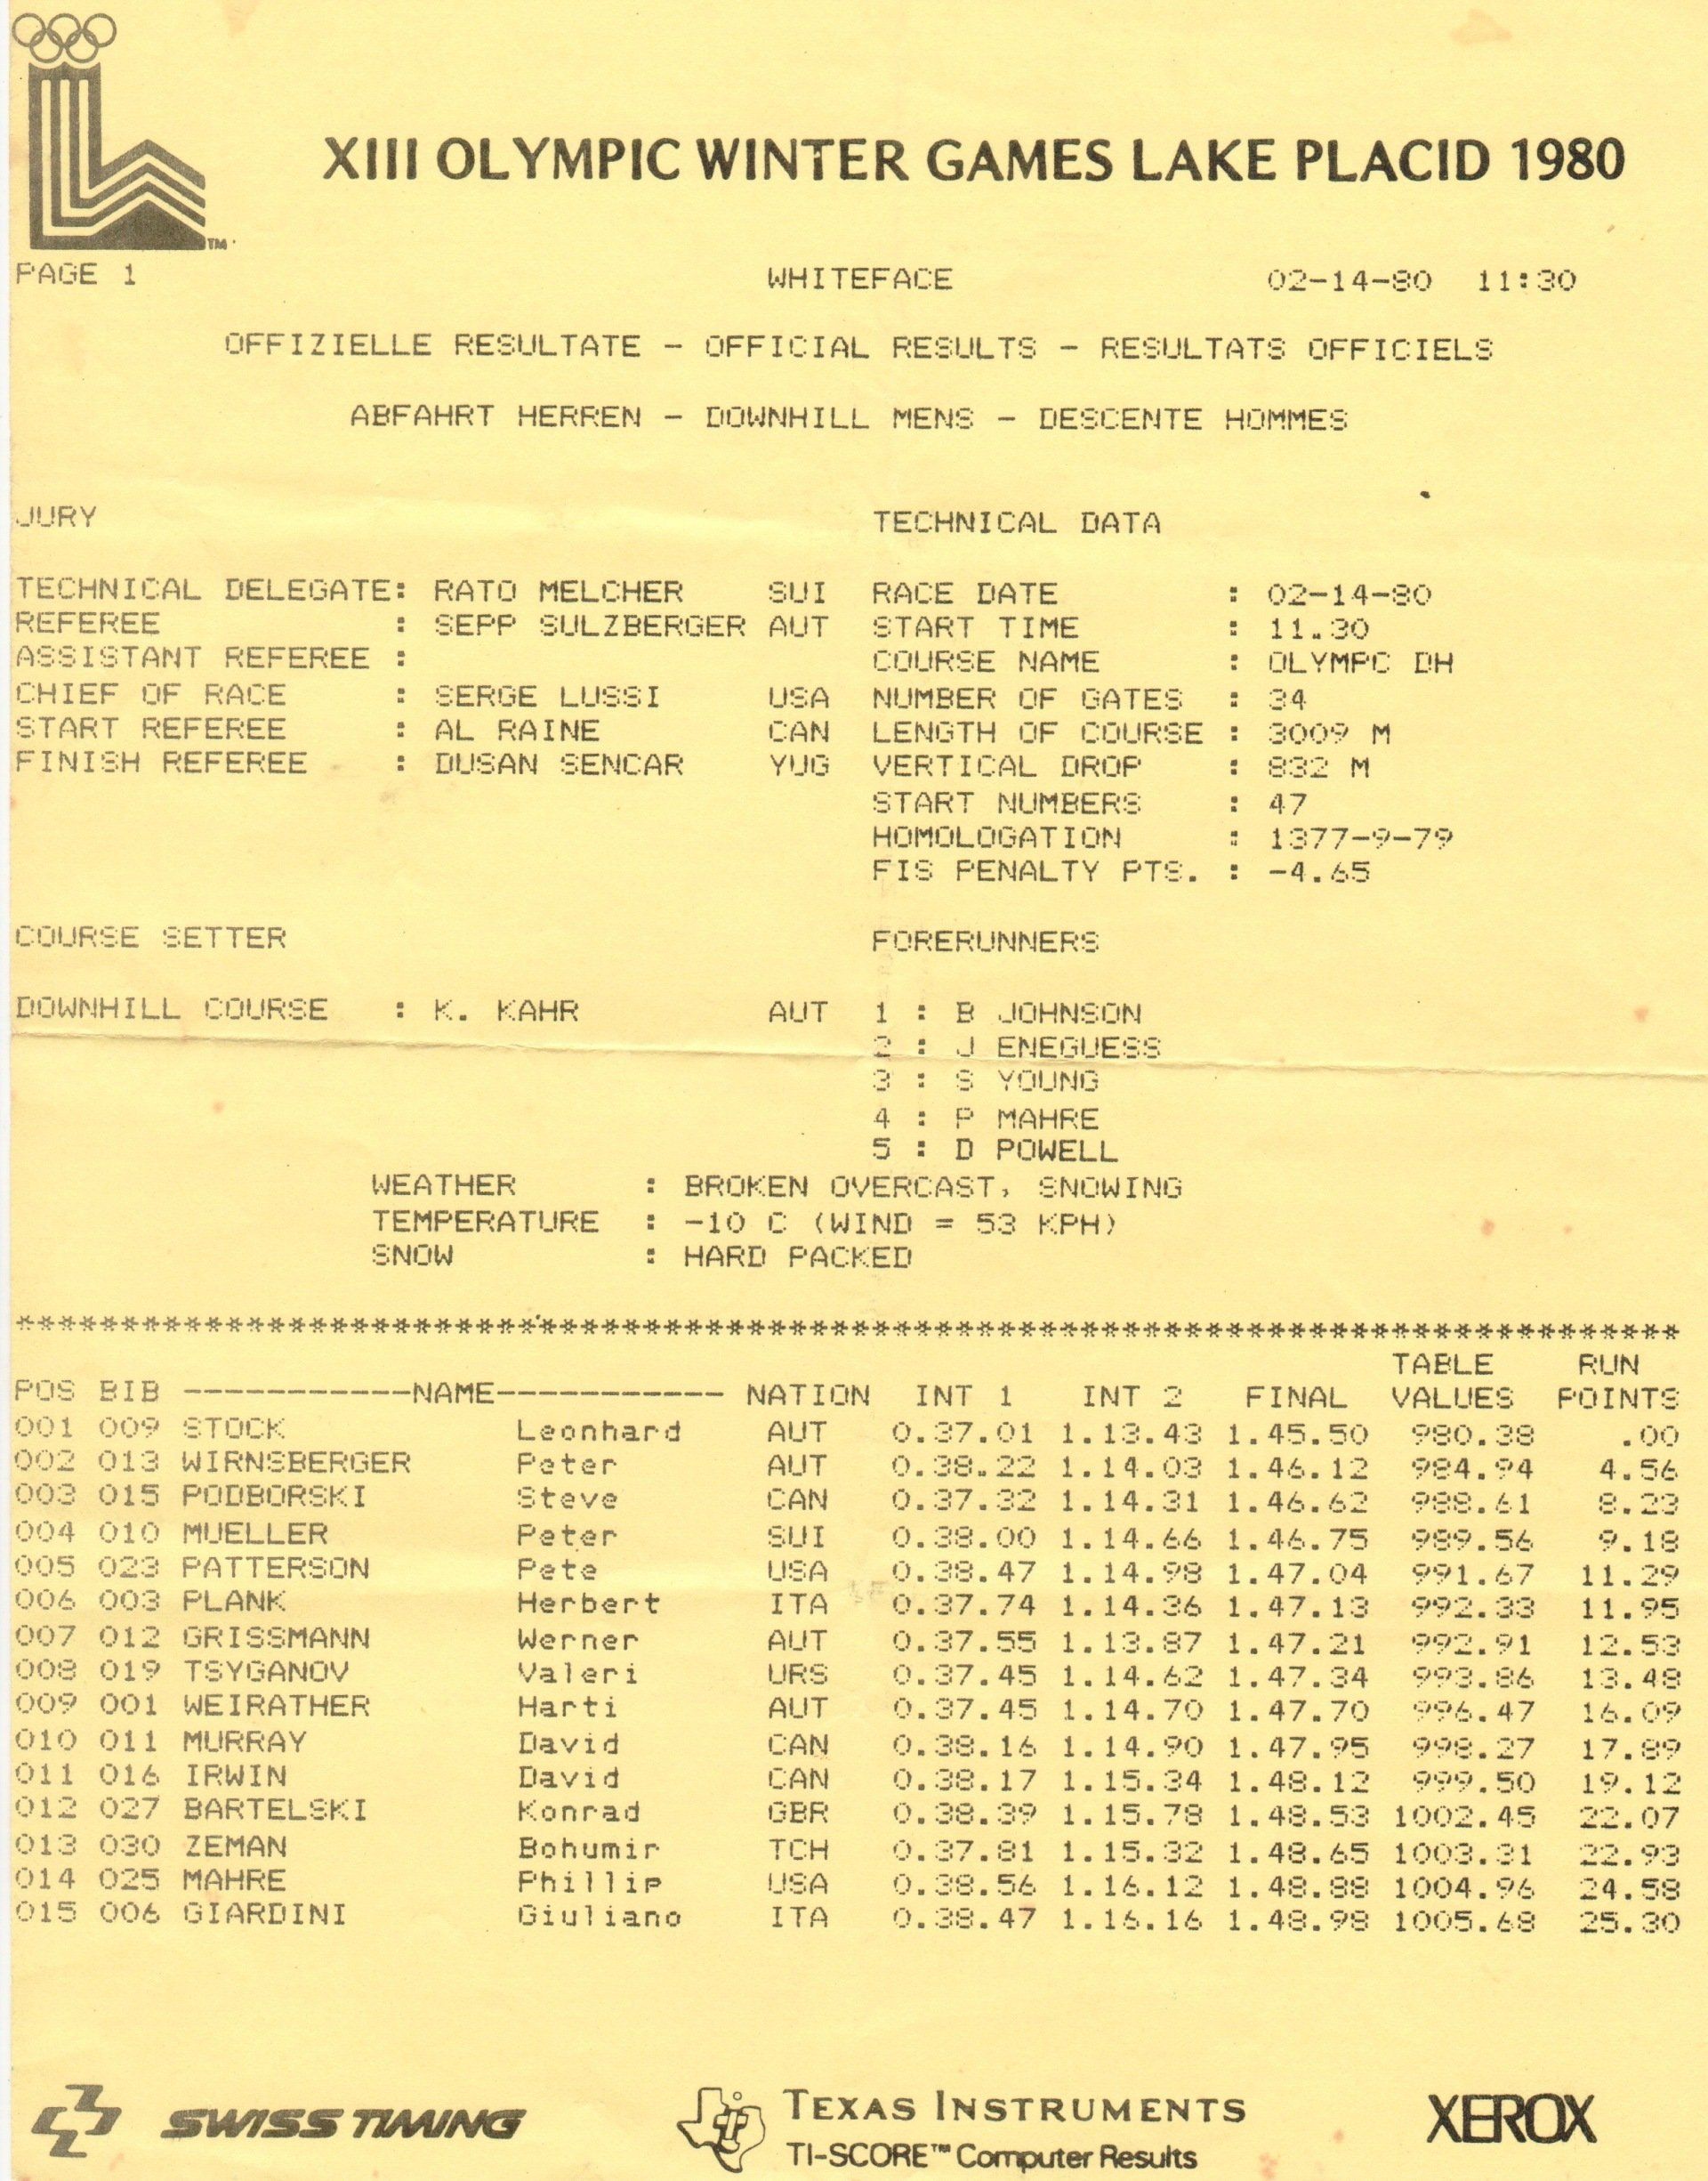 XIII OLYMPIC WINTER GAMES LAKE PLACID 1980
TM
PAGE 1 WHITEFACE 02-14-80 11:30
OFFIZIELLE RESULTATE - OFFICIAL RESULTS - RESULTATS OFFICIELS
ABFAHRT HERREN - DOWNHILL MENS - DESCENTE HOMMES
JURY TECHNICAL DATA
TECHNICAL DELEGATE: RATO MELCHER SUI RACE DATE : 02-14-80
REFEREE : SEPP SULZBERGER AUT START TIME : 11.30
ASSISTANT REFEREE : COURSE NAME : OLYMPC DH
CHIEF OF RACE : SERGE LUSSI USA NUMBER OF GATES : 34
START REFEREE : AL RAINE CAN LENGTH OF COURSE : 3009 M
FINISH REFEREE : DUSAN SENCAR YUG VERTICAL DROP : 832 M
START NUMBERS : 47
HOMOLOGATION : 1377-9-79
FIS PENALTY PTS. : -4.65
COURSE SETTER FORERUNNERS
DOWNHILL COURSE : K. KAHR AUT 1 : B JOHNSON
2 : J ENEGUESS
3 : S YOUNG
4 : P MAHRE
5 : D POWELL
WEATHER : BROKEN OVERCAST, SNOWING
TEMPERATURE : -10 C (WIND = 53 KPH)
SNOW : HARD PACKED
********************************************************************************
TABLE RUN
POS BIB -----------NAME----------- NATION INT 1 INT 2 FINAL VALUES POINTS
001 009 STOCK Leonhard AUT 0.37.01 1.13.43 1.45.50 980.38 .00
002 013 WIRNSBERGER Peter AUT 0.38.22 1.14.03 1.46.12 984.94 4.56
003 015 PODBORSKI Steve CAN 0.37.32 1.14.31 1.46.62 988.61 8.23
004 010 MUELLER Peter SUI 0.38.00 1.14.66 1.46.75 989.56 9.18
005 023 PATTERSON Pete USA 0.38.47 1.14.98 1.47.04 991.67 11.29
006 003 PLANK Herbert ITA 0.37.74 1.14.36 1.47.13 992.33 11.95
007 012 GRISSMANN Werner AUT 0.37.55 1.13.87 1.47.21 992.91 12.53
008 019 TSYGANOV Valeri URS 0.37.45 1.14.62 1.47.34 993.86 13.48
009 001 WEIRATHER Harti AUT 0.37.45 1.14.70 1.47.70 996.47 16.09
010 011 MURRAY David CAN 0.38.16 1.14.90 1.47.95 998.27 17.89
011 016 IRWIN David CAN 0.38.17 1.15.34 1.48.12 999.50 19.12
012 027 BARTELSKI Konrad GBR 0.38.39 1.15.78 1.48.53 1002.45 22.07
013 030 ZEMAN Bohumir TCH 0.37.81 1.15.32 1.48.65 1003.31 22.93
014 025 MAHRE Phillip USA 0.38.56 1.16.12 1.48.88 1004.96 24.58
015 006 GIARDINI Giuliano ITA 0.38.47 1.16.16 1.48.98 1005.68 25.30
SWISS TIMING TEXAS INSTRUMENTS XEROX
TI-SCORE™ Computer Results